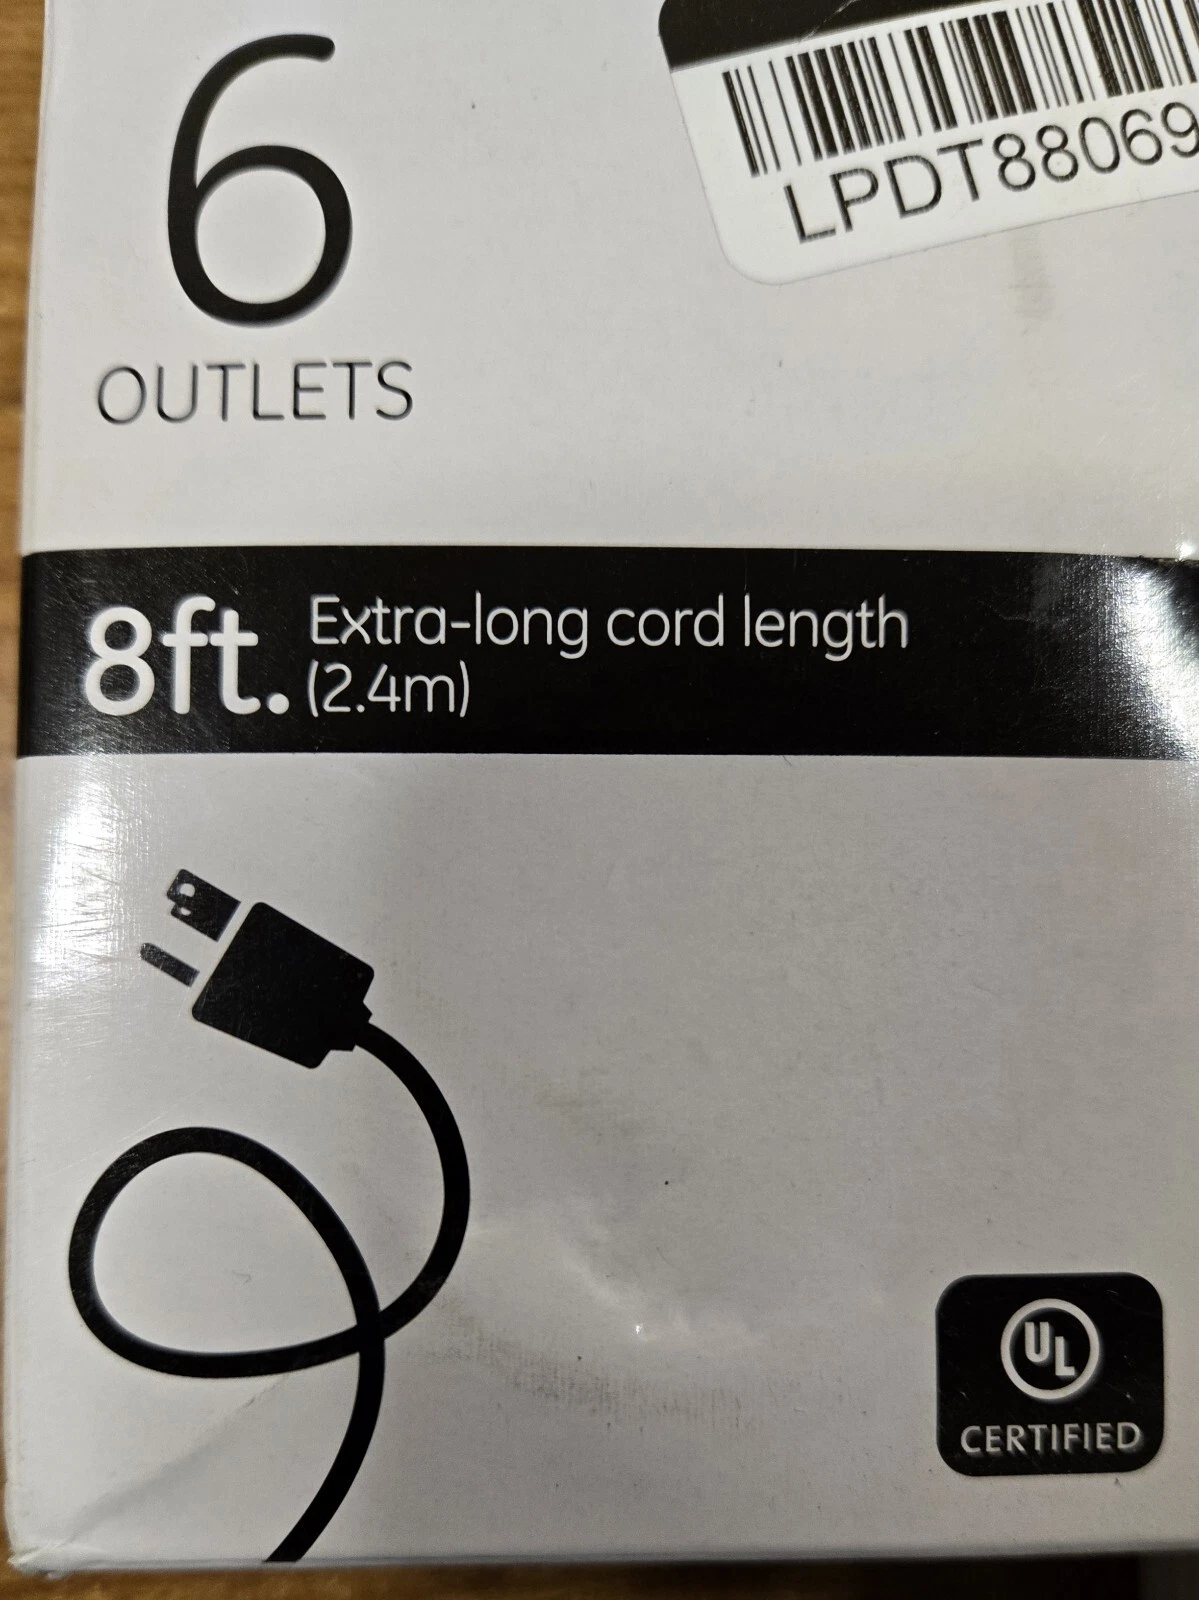 6
OUTLETS
LPDT88069
8ft. Extra-long cord length
(2.4m)
UL
CERTIFIED